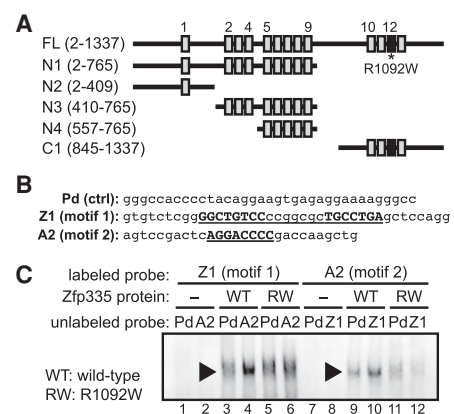 A
1 2 4 5 9 10 12
FL (2-1337)
N1 (2-765)
*
R1092W
N2 (2-409)
N3 (410-765)
N4 (557-765)
C1 (845-1337)
B
Pd (ctrl): gggccacccctacaggaagtgagaggaaaagggcc
Z1 (motif 1): gtgtctcggGGCTGTCCccggcgcTGCCTGAgctccagg
A2 (motif 2): agtccgactcAGGACCCCgaccaagctg
C
labeled probe: Z1 (motif 1) A2 (motif 2)
Zfp335 protein: – WT RW – WT RW
unlabeled probe: Pd A2 Pd A2 Pd A2 Pd Z1 Pd Z1 Pd Z1
WT: wild-type
RW: R1092W
1 2 3 4 5 6 7 8 9 10 11 12